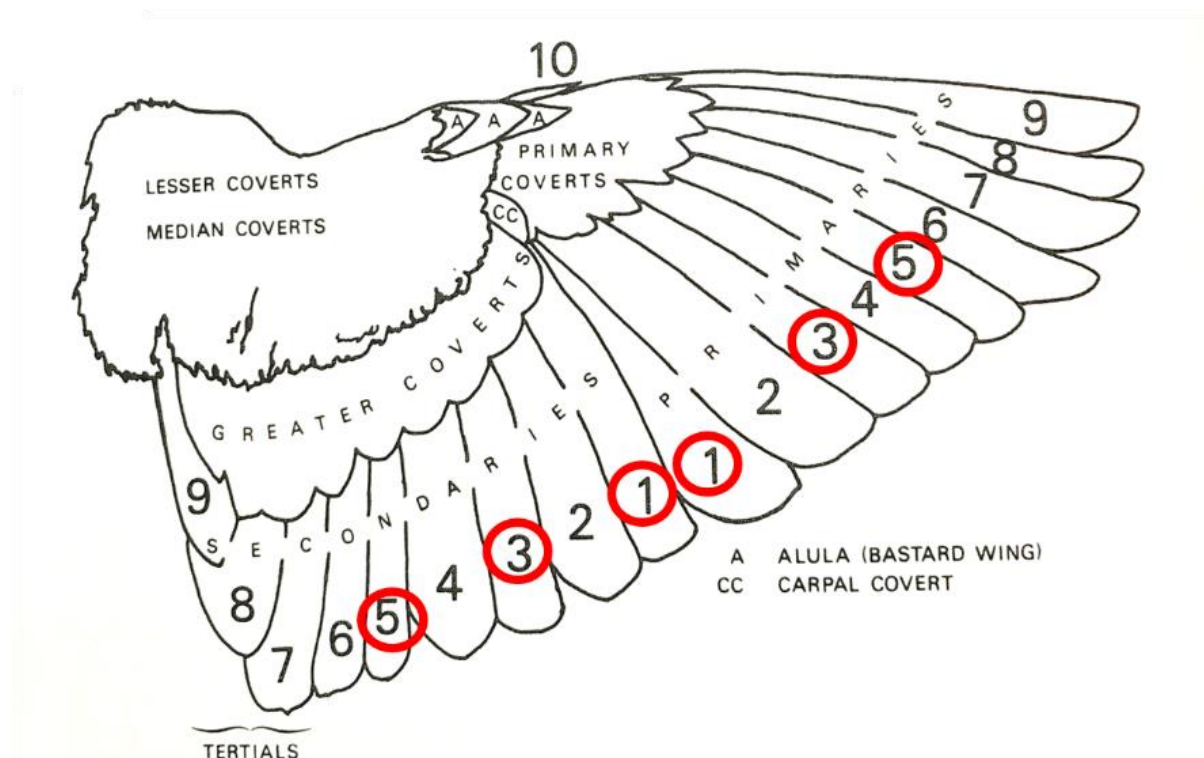 10
A A A
9
PRIMARY
COVERTS
8
7
LESSER COVERTS
MEDIAN COVERTS
CC
6
5
4
3
2
1
PRIMARIES
GREATER COVERTS
SECONDARIES
1
2
3
4
5
6
7
8
9
A ALULA (BASTARD WING)
CC CARPAL COVERT
TERTIALS